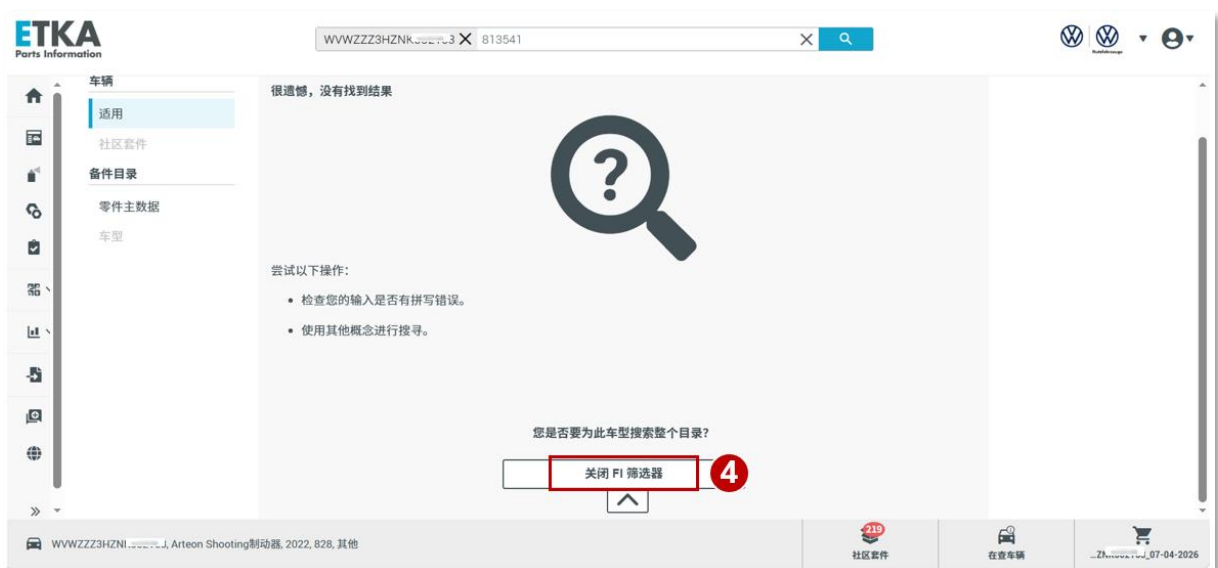 ETKA
Parts Information
WVWZZZ3HZNK 813541
车辆
适用
社区套件
备件目录
零件主数据
车型
很遗憾，没有找到结果
?
尝试以下操作：
• 检查您的输入是否有拼写错误。
• 使用其他概念进行搜寻。
您是否要为此车型搜索整个目录？
关闭 FI 筛选器
4
WVWZZZ3HZN , Arteon Shooting制动器, 2022, 828, 其他
219
社区套件
在查车辆
_07-04-2026